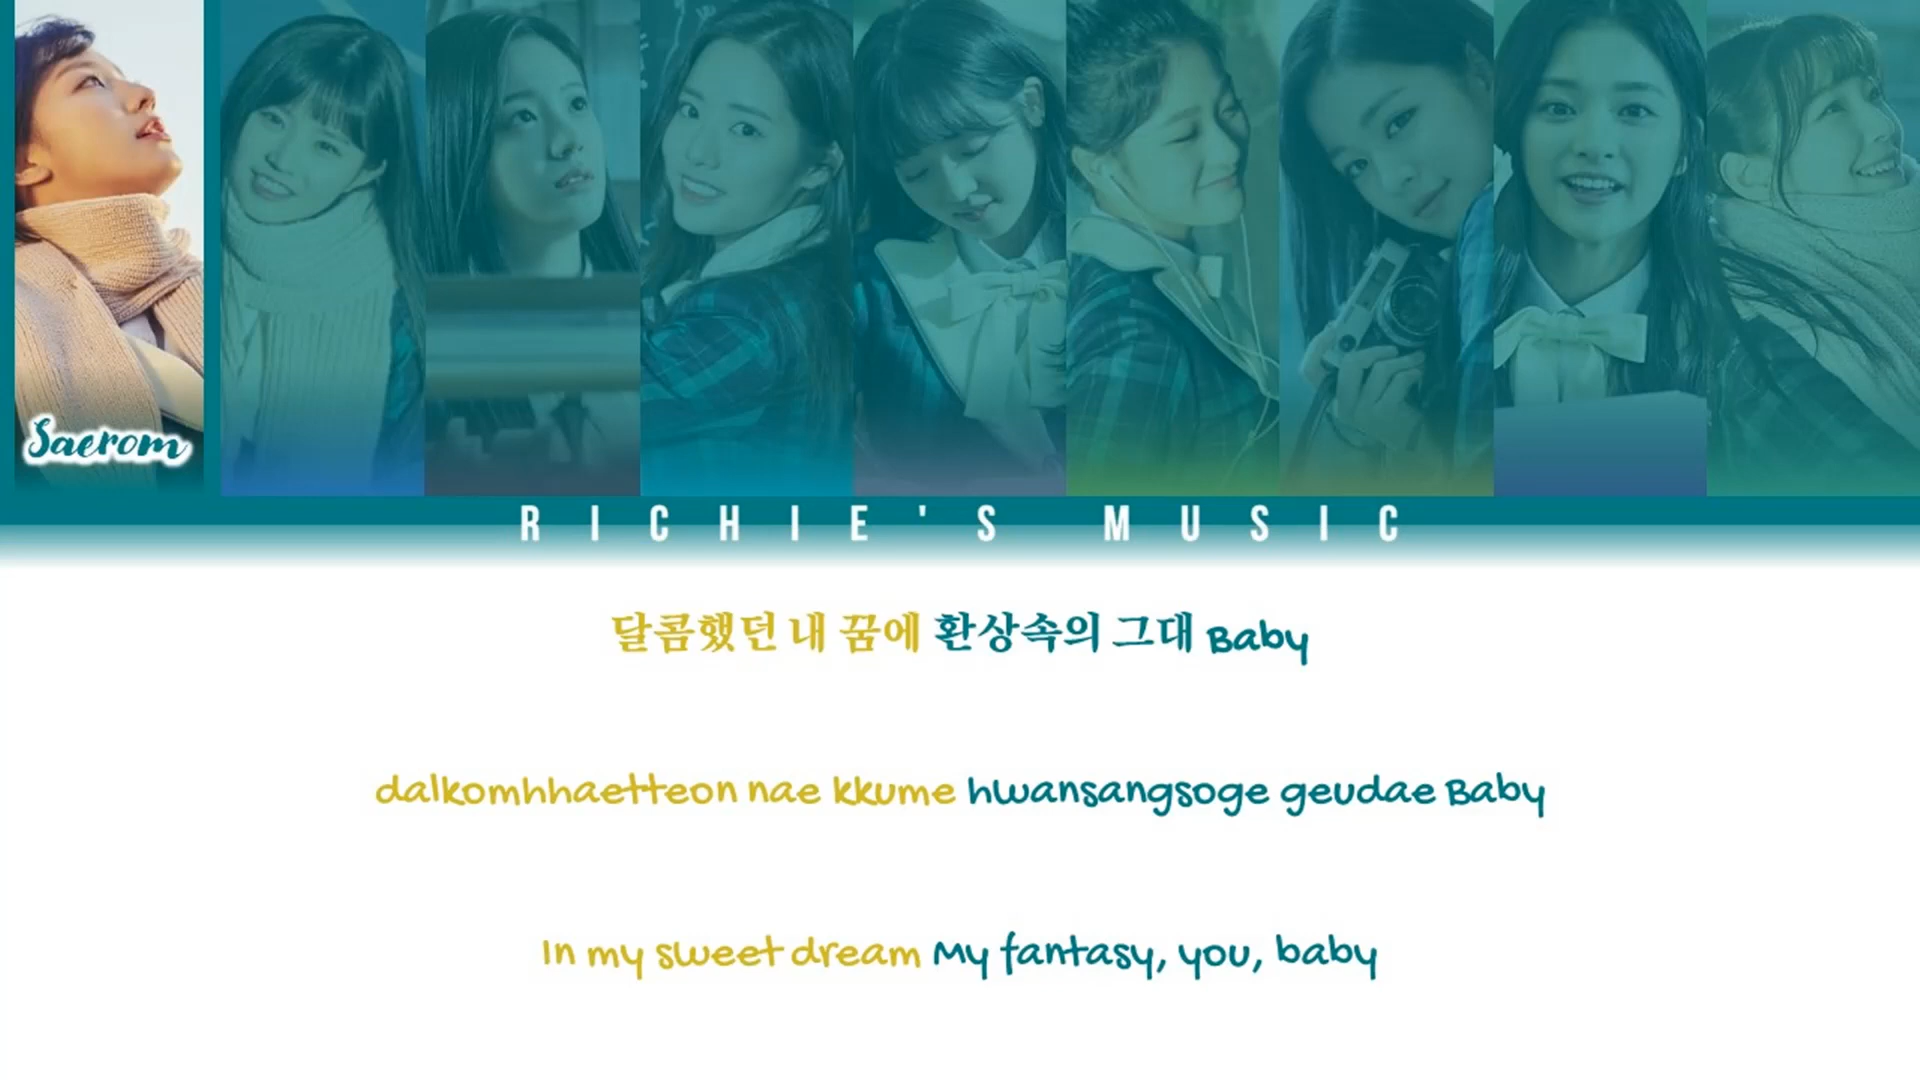 Saerom
RICHIE'S MUSIC
달콤했던 내 꿈에 환상속의 그대 Baby
dalkomhhaetteon nae kkume hwansangsoge geudae Baby
In my sweet dream My fantasy, you, baby